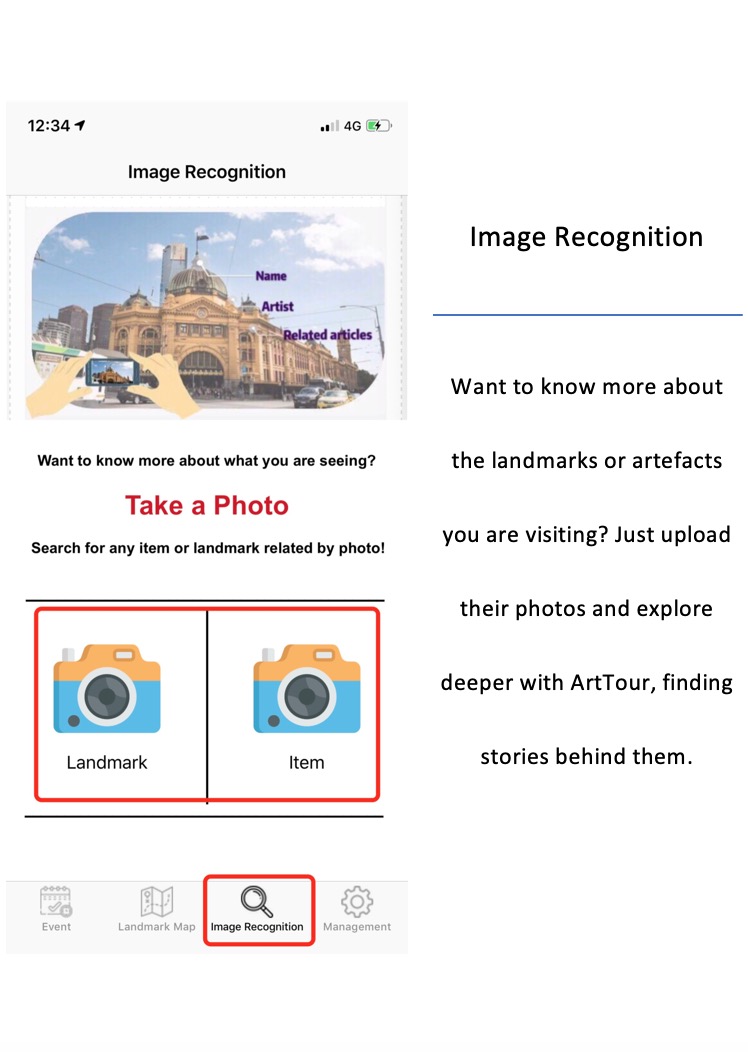 12:34
4G
Image Recognition
Name
Artist
Related articles
Want to know more about what you are seeing?
Take a Photo
Search for any item or landmark related by photo!
Landmark
Item
Event
Landmark Map
Image Recognition
Management
Image Recognition
Want to know more about
the landmarks or artefacts
you are visiting? Just upload
their photos and explore
deeper with ArtTour, finding
stories behind them.